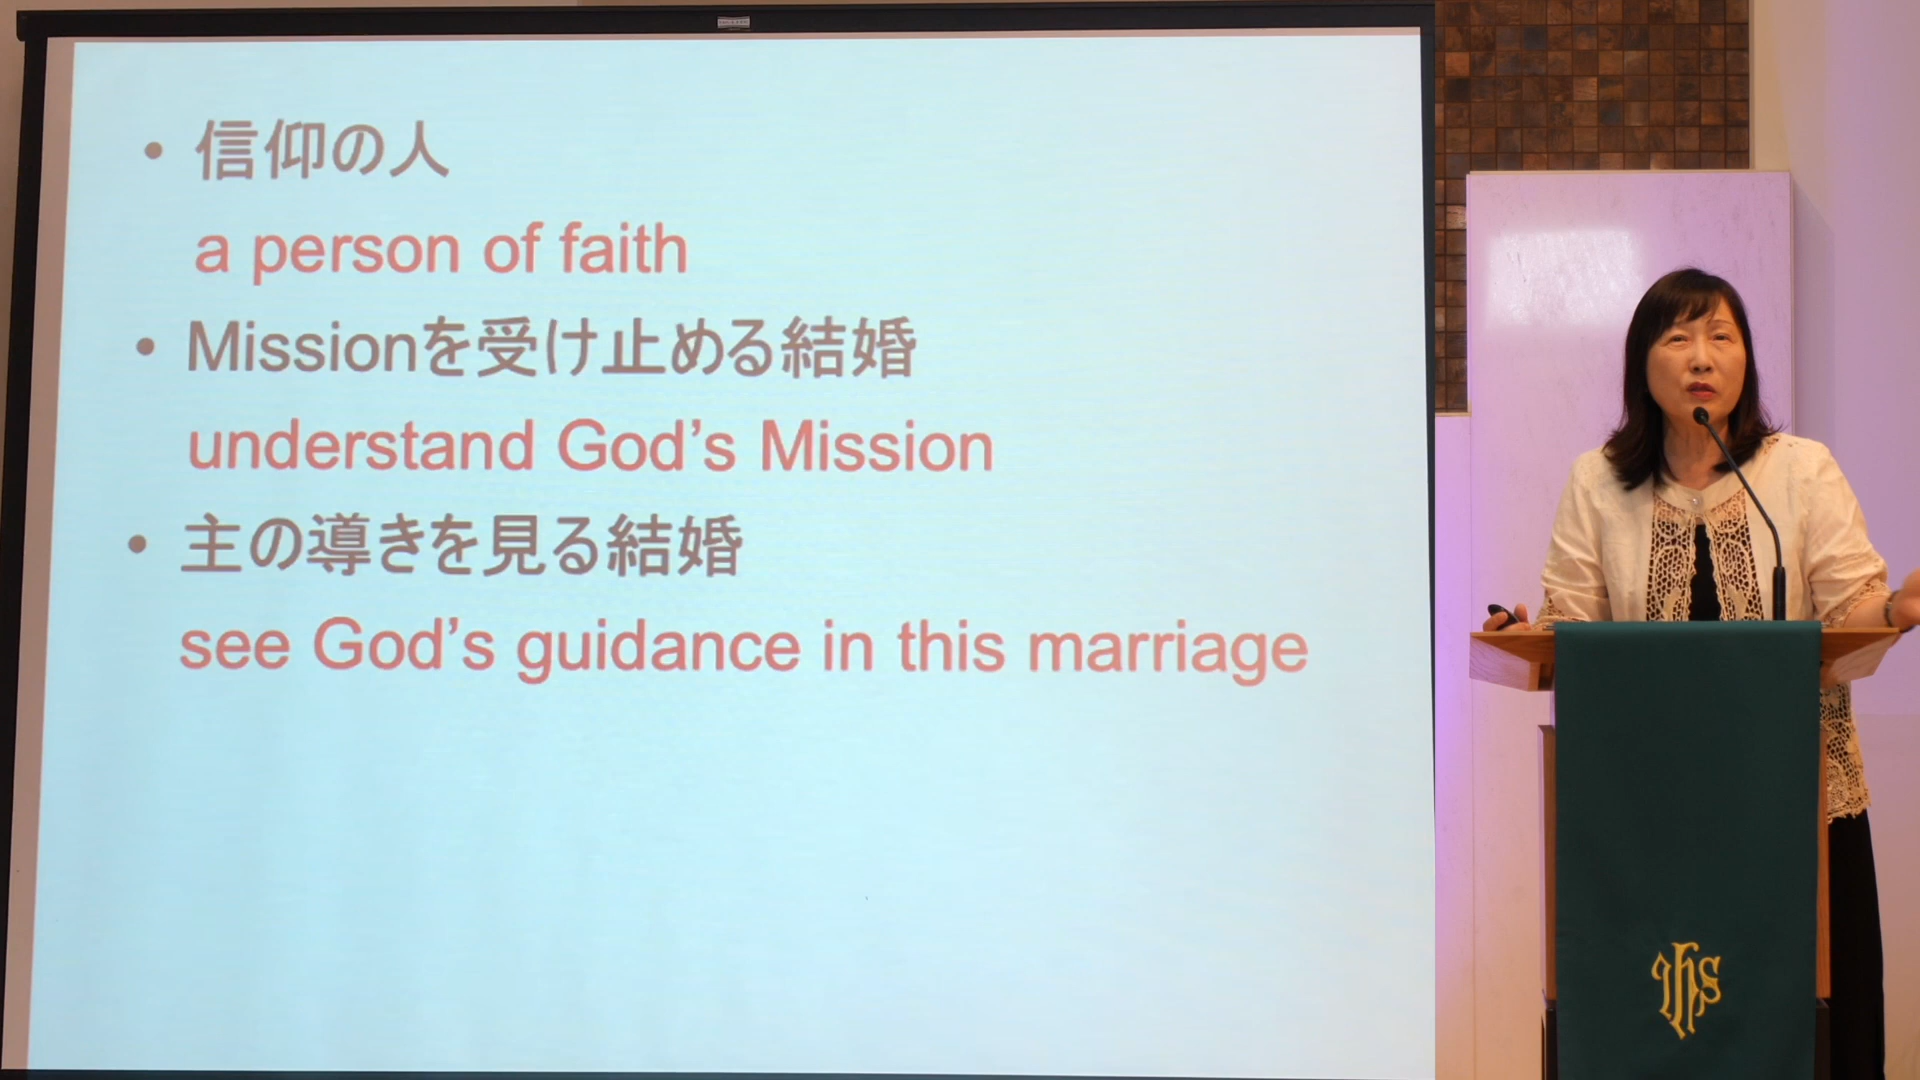 • 信仰の人
a person of faith
• Missionを受け止める結婚
understand God’s Mission
• 主の導きを見る結婚
see God’s guidance in this marriage
IHS